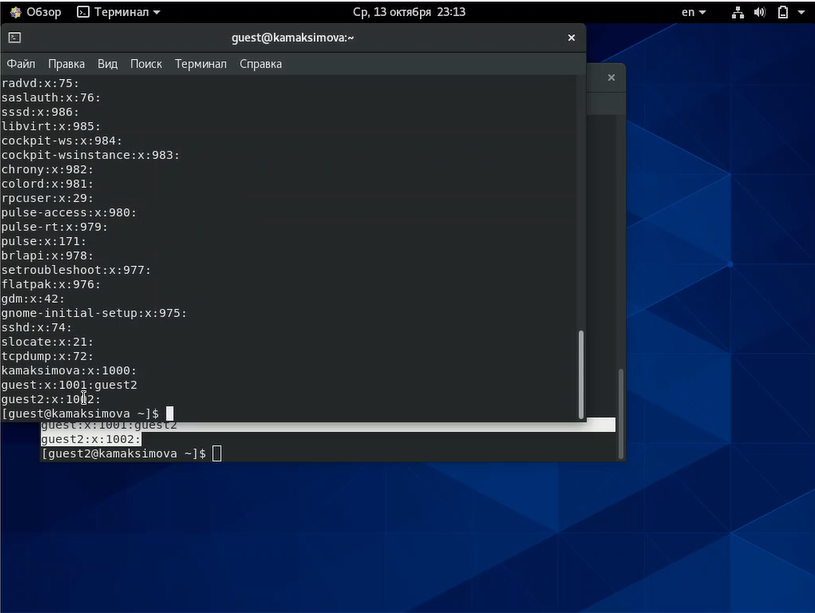 Обзор Терминал Ср, 13 октября 23:13 en
guest@kamaksimova:~
Файл Правка Вид Поиск Терминал Справка
radvd:x:75:
saslauth:x:76:
sssd:x:986:
libvirt:x:985:
cockpit-ws:x:984:
cockpit-wsinstance:x:983:
chrony:x:982:
colord:x:981:
rpcuser:x:29:
pulse-access:x:980:
pulse-rt:x:979:
pulse:x:171:
brlapi:x:978:
setroubleshoot:x:977:
flatpak:x:976:
gdm:x:42:
gnome-initial-setup:x:975:
sshd:x:74:
slocate:x:21:
tcpdump:x:72:
kamaksimova:x:1000:
guest:x:1001:guest2
guest2:x:1002:
[guest@kamaksimova ~]$
guest:x:1001:guest2
guest2:x:1002:
[guest2@kamaksimova ~]$